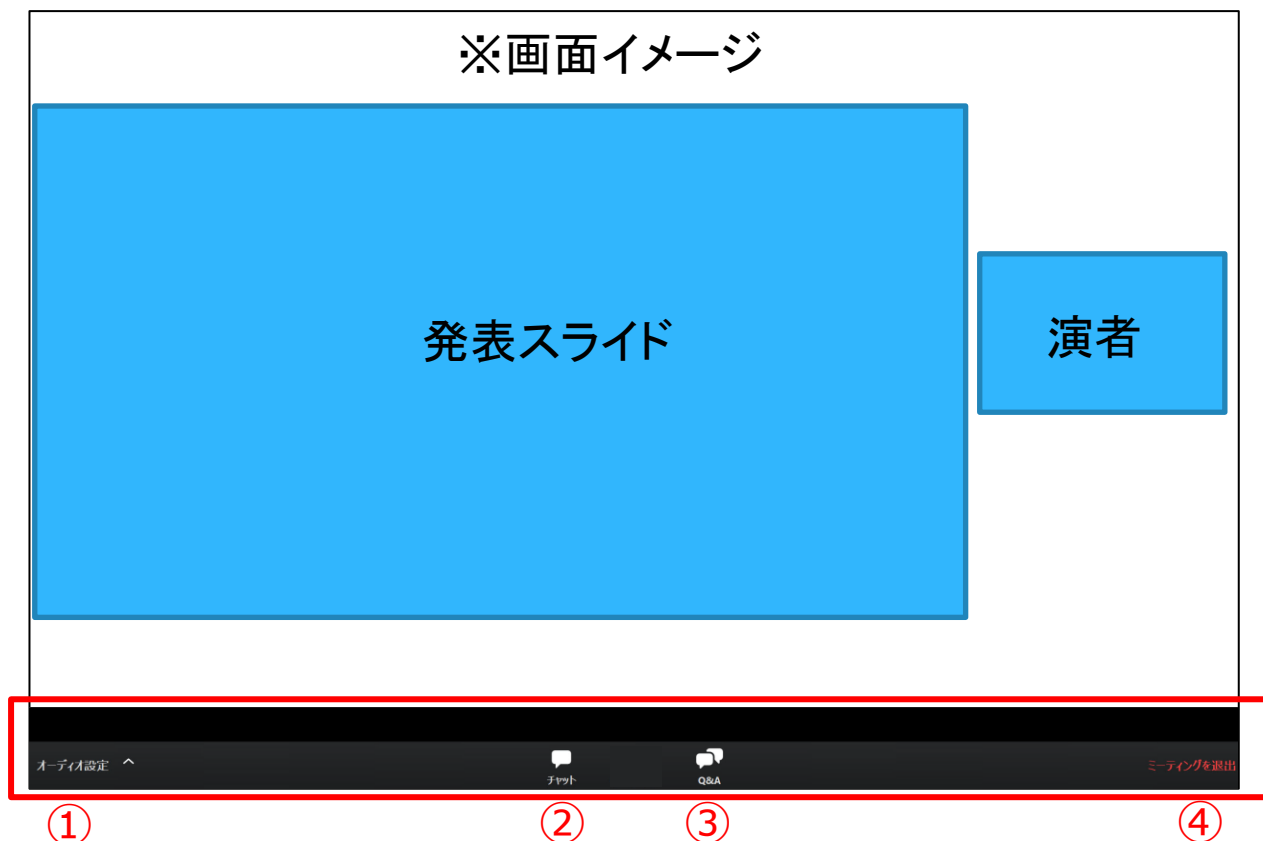 ※画面イメージ
発表スライド
演者
オーディオ設定 ^
チャット
Q&A
ミーティングを退出
① ② ③ ④